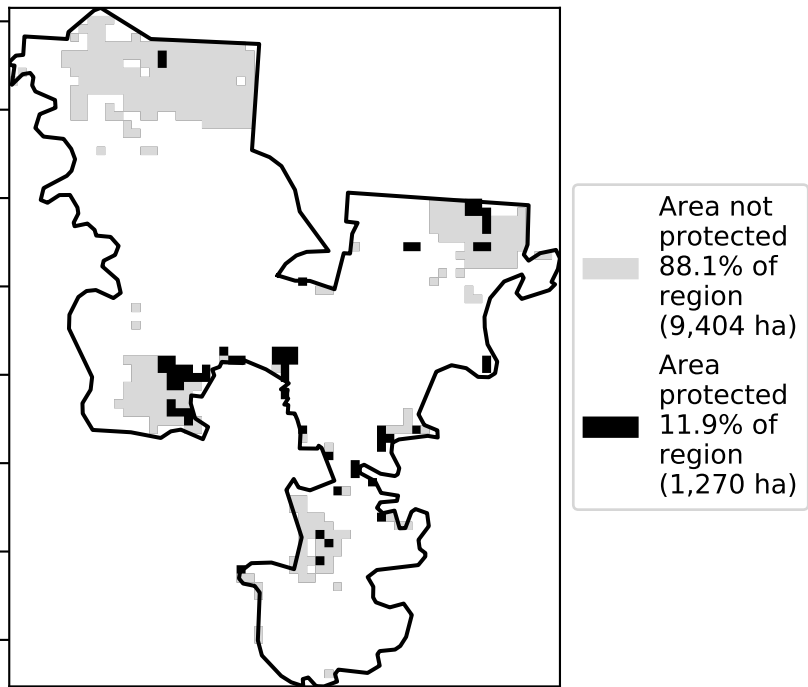 Area not
protected
88.1% of
region
(9,404 ha)
Area
protected
11.9% of
region
(1,270 ha)